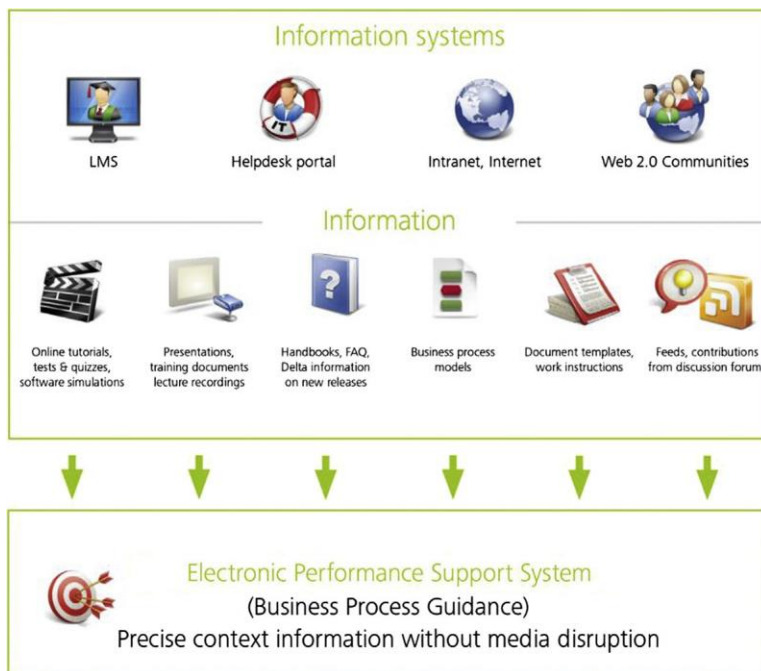 Information systems
IT
LMS
Helpdesk portal
Intranet, Internet
Web 2.0 Communities
Information
?
Online tutorials,
tests & quizzes,
software simulations
Presentations,
training documents
lecture recordings
Handbooks, FAQ,
Delta information
on new releases
Business process
models
Document templates,
work instructions
Feeds, contributions
from discussion forum
Electronic Performance Support System
(Business Process Guidance)
Precise context information without media disruption